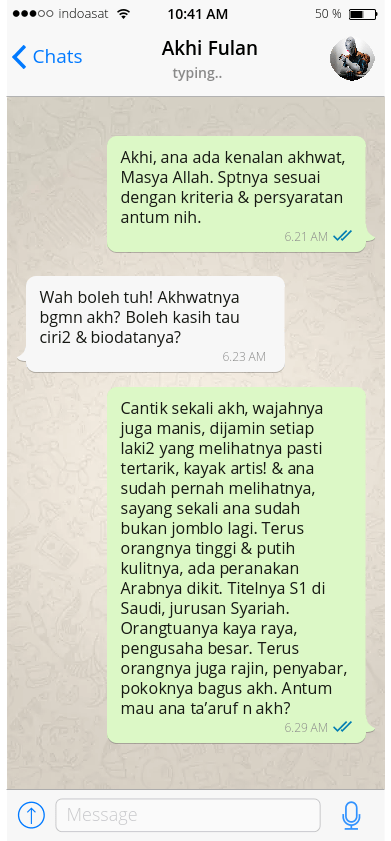 indoasat 10:41 AM 50 %
Chats Akhi Fulan
typing..
Akhi, ana ada kenalan akhwat,
Masya Allah. Sptnya sesuai
dengan kriteria & persyaratan
antum nih.
6.21 AM
Wah boleh tuh! Akhwatnya
bgmn akh? Boleh kasih tau
ciri2 & biodatanya?
6.23 AM
Cantik sekali akh, wajahnya
juga manis, dijamin setiap
laki2 yang melihatnya pasti
tertarik, kayak artis! & ana
sudah pernah melihatnya,
sayang sekali ana sudah
bukan jomblo lagi. Terus
orangnya tinggi & putih
kulitnya, ada peranakan
Arabnya dikit. Titelnya S1 di
Saudi, jurusan Syariah.
Orangtuanya kaya raya,
pengusaha besar. Terus
orangnya juga rajin, penyabar,
pokoknya bagus akh. Antum
mau ana ta’aruf n akh?
6.29 AM
Message